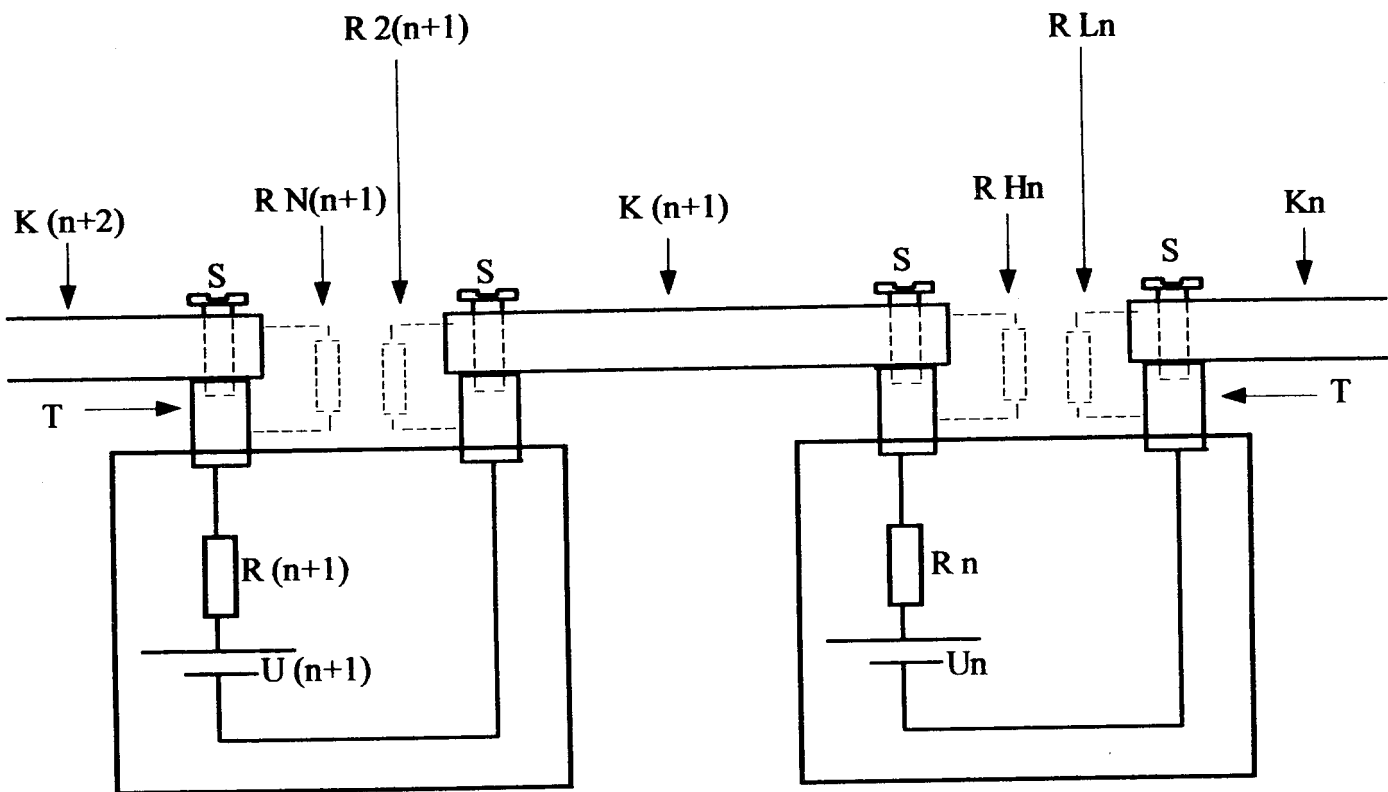 R 2(n+1)
R Ln
R N(n+1)
K (n+1)
R Hn
Kn
K (n+2)
S
S
S
S
T
T
R (n+1)
R n
U (n+1)
Un